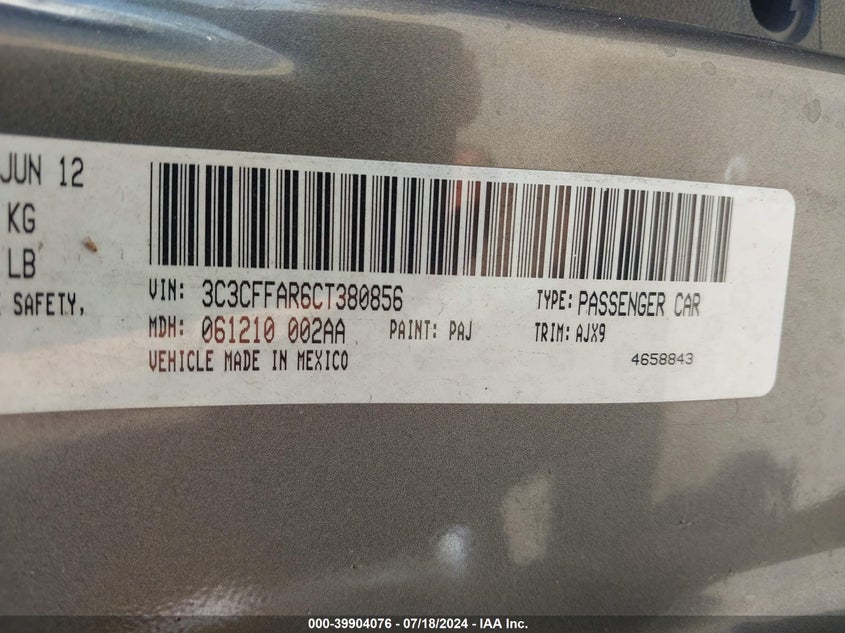 JUN 12
KG
LB
SAFETY,
VIN: 3C3CFFAR6CT380856
TYPE: PASSENGER CAR
MDH: 061210 002AA
PAINT: PAJ
TRIM: AJX9
VEHICLE MADE IN MEXICO
4658843
000-39904076 - 07/18/2024 - IAA Inc.